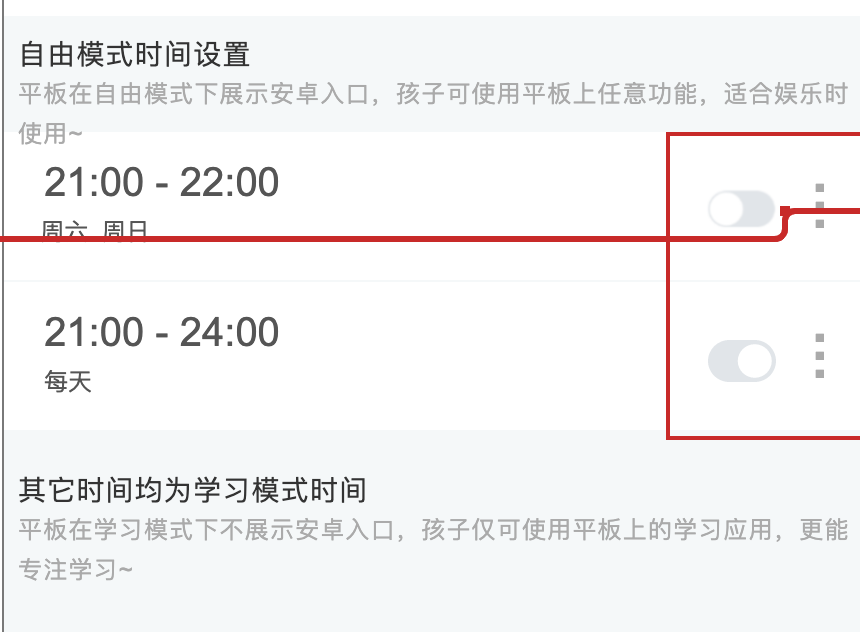 自由模式时间设置
平板在自由模式下展示安卓入口，孩子可使用平板上任意功能，适合娱乐时
使用~
21:00 - 22:00
周六 周日
21:00 - 24:00
每天
其它时间均为学习模式时间
平板在学习模式下不展示安卓入口，孩子仅可使用平板上的学习应用，更能
专注学习~